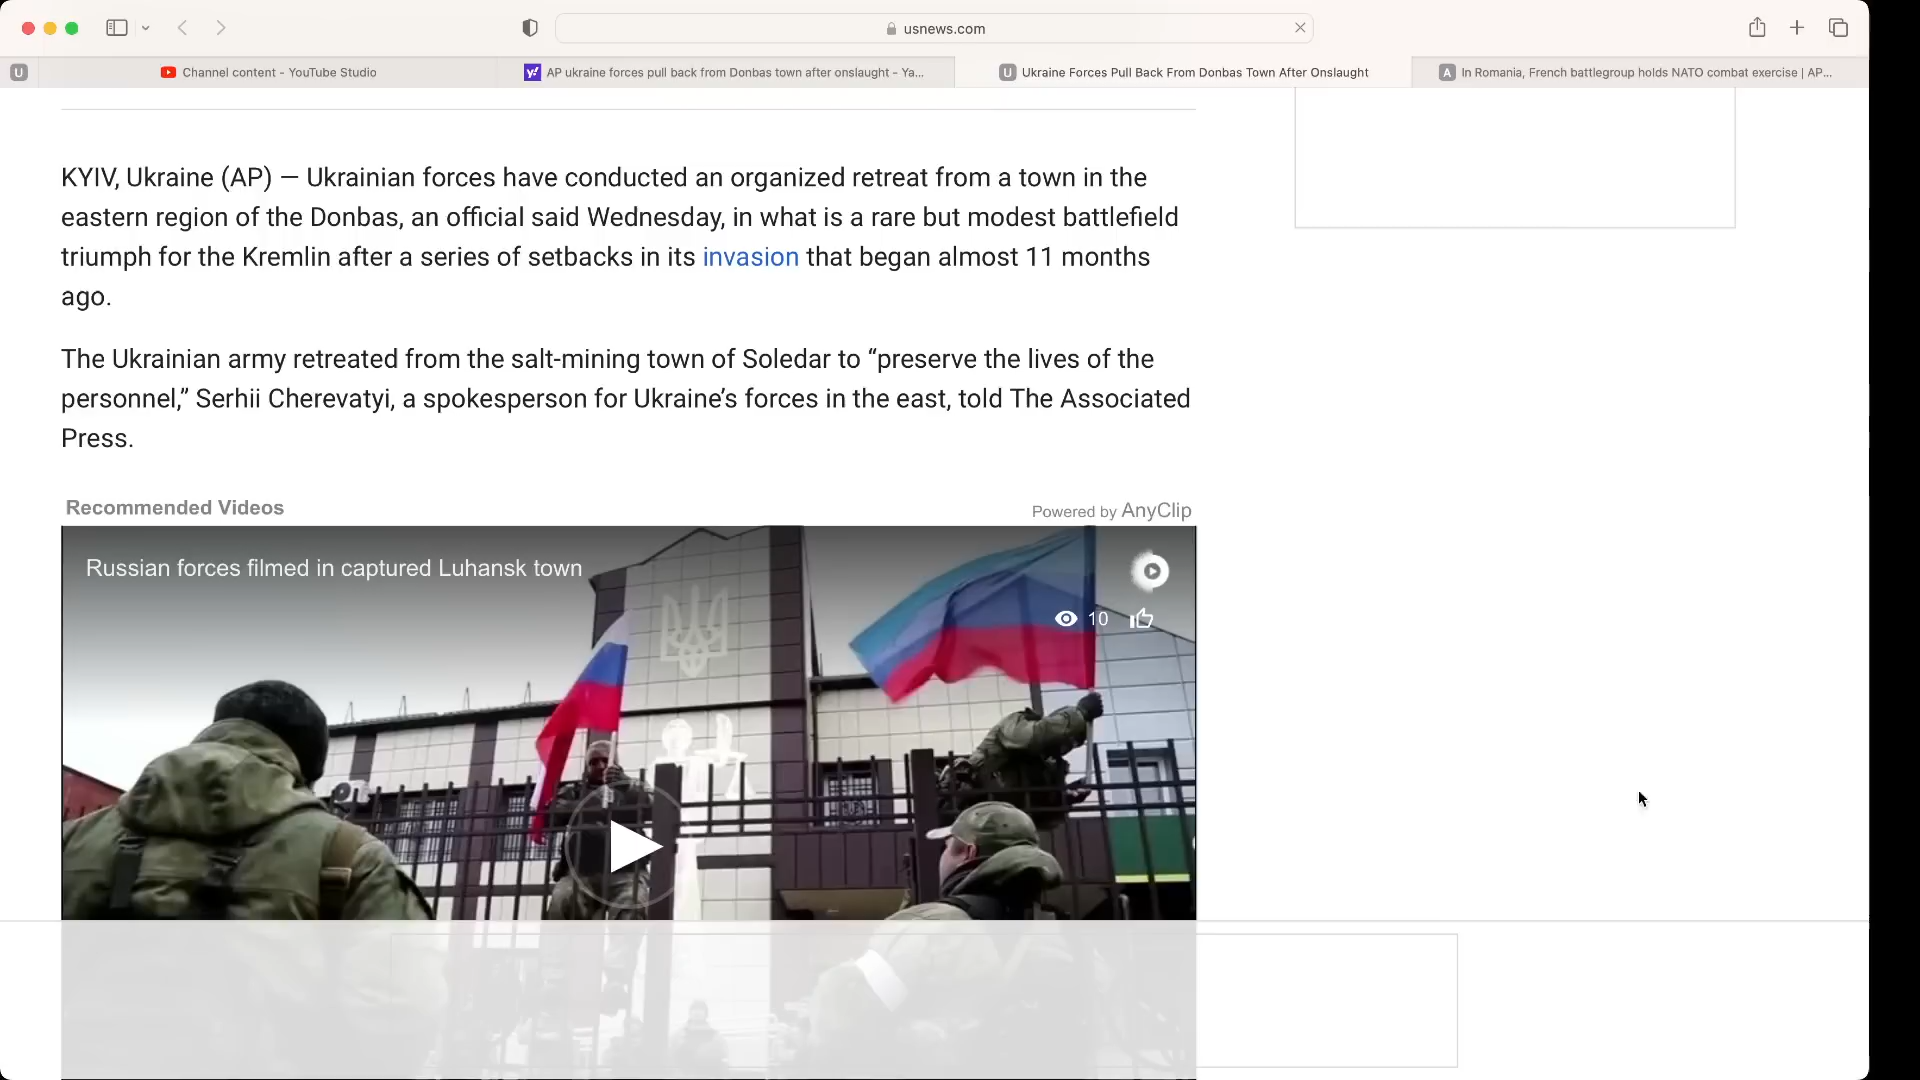 usnews.com
U
Channel content - YouTube Studio
AP ukraine forces pull back from Donbas town after onslaught - Ya...
U Ukraine Forces Pull Back From Donbas Town After Onslaught
A In Romania, French battlegroup holds NATO combat exercise | AP...
KYIV, Ukraine (AP) — Ukrainian forces have conducted an organized retreat from a town in the
eastern region of the Donbas, an official said Wednesday, in what is a rare but modest battlefield
triumph for the Kremlin after a series of setbacks in its invasion that began almost 11 months
ago.
The Ukrainian army retreated from the salt-mining town of Soledar to “preserve the lives of the
personnel,” Serhii Cherevatyi, a spokesperson for Ukraine’s forces in the east, told The Associated
Press.
Recommended Videos
Powered by AnyClip
Russian forces filmed in captured Luhansk town
10